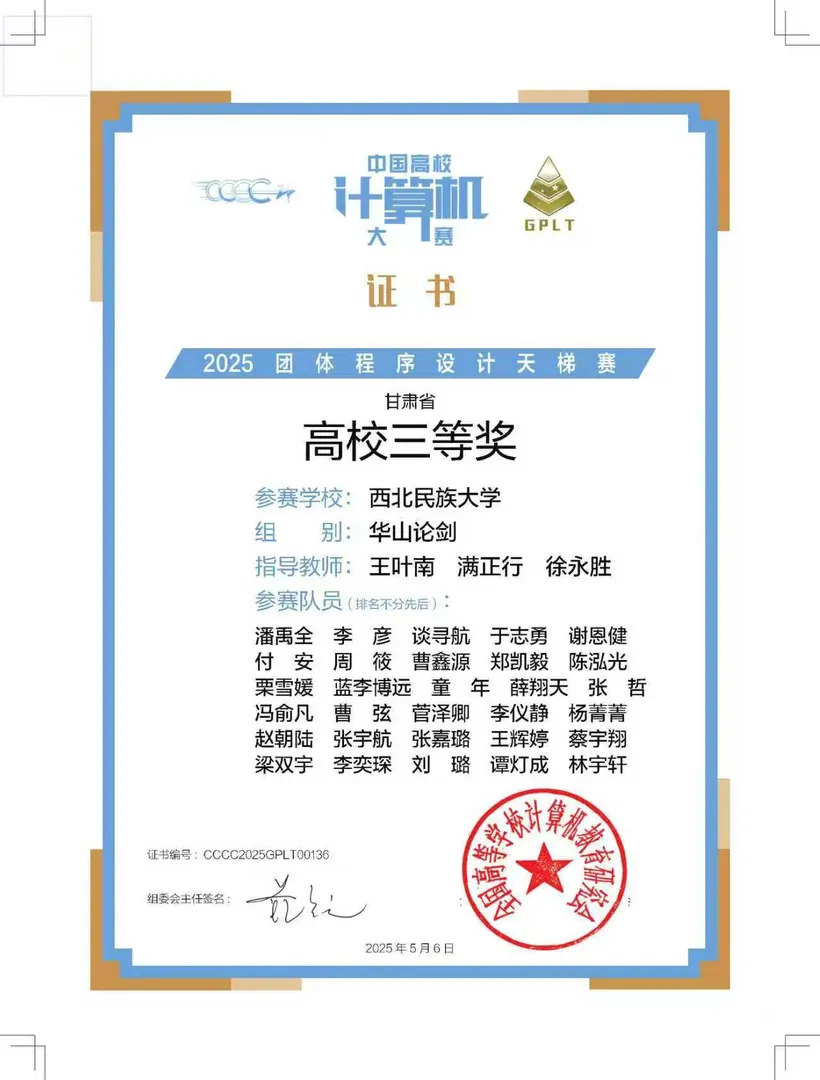 CCCC
中国高校
计算机
大赛
GPLT
证书
2025 团体程序设计天梯赛
甘肃省
高校三等奖
参赛学校： 西北民族大学
组 别： 华山论剑
指导教师： 王叶南 满正行 徐永胜
参赛队员（排名不分先后）：
潘禹全 李 彦 谈寻航 于志勇 谢恩健
付 安 周 筱 曹鑫源 郑凯毅 陈泓光
栗雪媛 蓝李博远 童 年 薛翔天 张 哲
冯俞凡 曹 弦 菅泽卿 李仪静 杨菁菁
赵朝陆 张宇航 张嘉璐 王辉婷 蔡宇翔
梁双宇 李奕琛 刘 璐 谭灯成 林宇轩
证书编号：CCCC2025GPLT00136
组委会主任签名：
全国高等学校计算机教育研究会
2025年5月6日